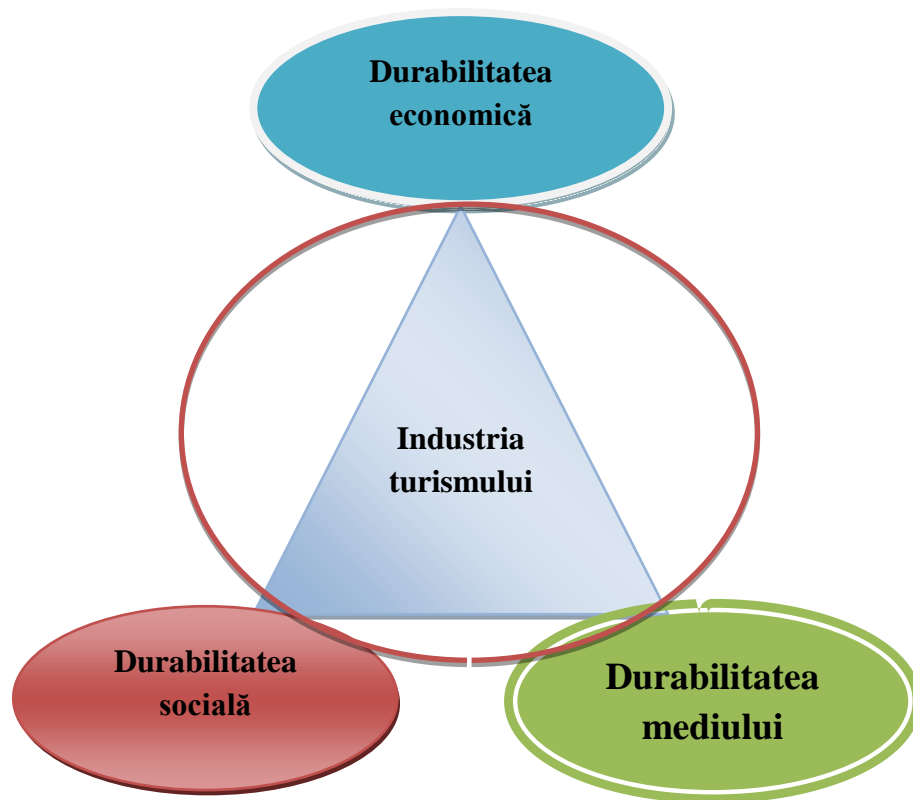 Durabilitatea
economică
Industria
turismului
Durabilitatea
socială
Durabilitatea
mediului